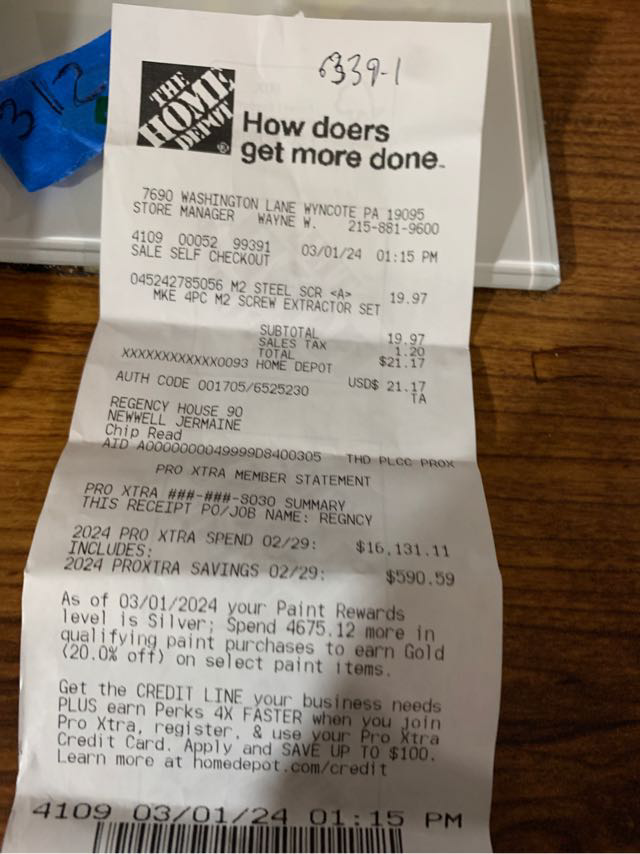 6339-1
312
THE
HOME
DEPOT
How doers
get more done.
7690 WASHINGTON LANE WYNCOTE PA 19095
STORE MANAGER WAYNE W. 215-881-9600
4109 00052 99391 03/01/24 01:15 PM
SALE SELF CHECKOUT
045242785056 M2 STEEL SCR <A> 19.97
MKE 4PC M2 SCREW EXTRACTOR SET
SUBTOTAL 19.97
SALES TAX 1.20
TOTAL $21.17
XXXXXXXXXXXX0093 HOME DEPOT
USD$ 21.17
AUTH CODE 001705/6525230 TA
REGENCY HOUSE 90
NEWWELL JERMAINE
Chip Read
AID A0000000049999D8400305 THD PLCC PROX
PRO XTRA MEMBER STATEMENT
PRO XTRA ###-###-8030 SUMMARY
THIS RECEIPT PO/JOB NAME: REGNCY
2024 PRO XTRA SPEND 02/29: $16,131.11
INCLUDES:
2024 PROXTRA SAVINGS 02/29: $590.59
As of 03/01/2024 your Paint Rewards
level is Silver; Spend 4675.12 more in
qualifying paint purchases to earn Gold
(20.0% off) on select paint items.
Get the CREDIT LINE your business needs
PLUS earn Perks 4X FASTER when you join
Pro Xtra, register, & use your Pro Xtra
Credit Card. Apply and SAVE UP TO $100.
Learn more at homedepot.com/credit
4109 03/01/24 01:15 PM